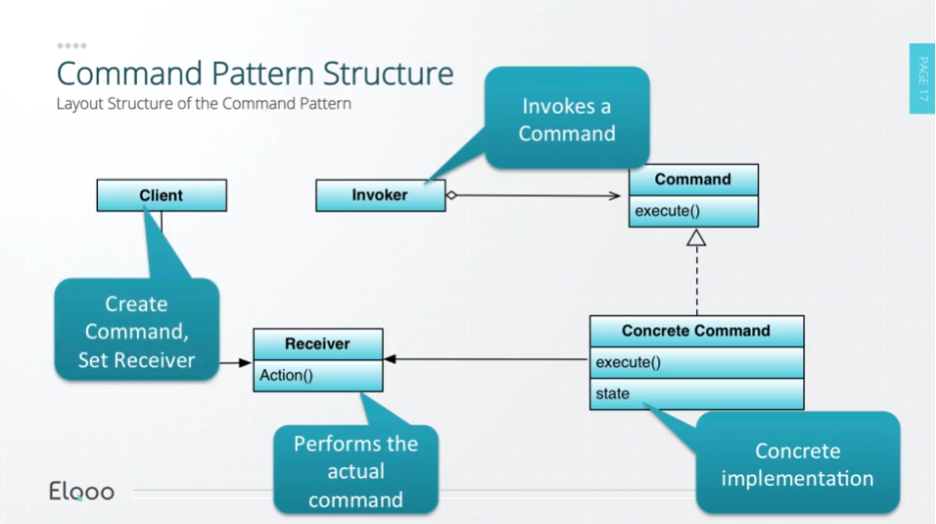 Command Pattern Structure
Layout Structure of the Command Pattern
PAGE 17
Invokes a
Command
Client
Invoker
Command
execute()
Create
Command,
Set Receiver
Receiver
Action()
Concrete Command
execute()
state
Performs the
actual
command
Concrete
implementation
Elqoo